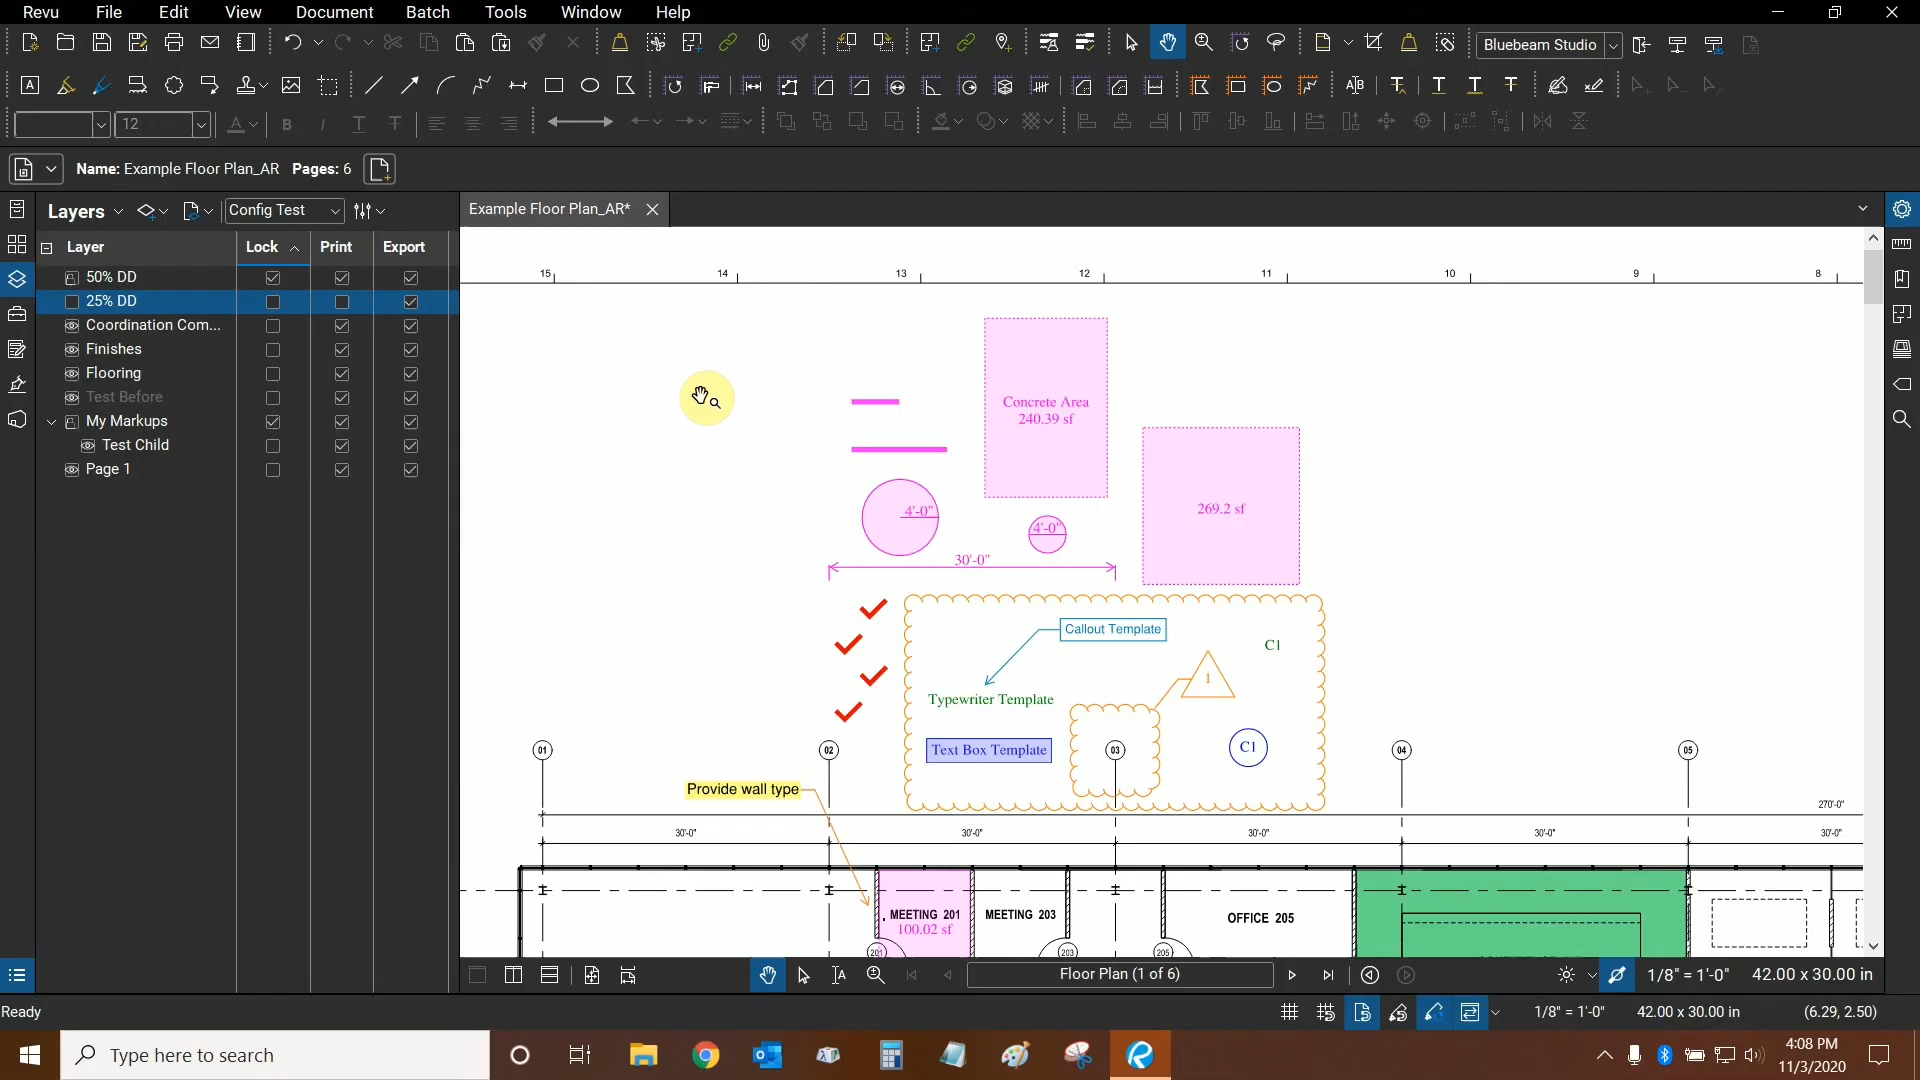 Revu File Edit View Document Batch Tools Window Help
Bluebeam Studio
12
Name: Example Floor Plan_AR Pages: 6
Layers Config Test
Example Floor Plan_AR*
Layer Lock Print Export
50% DD
25% DD
Coordination Com...
Finishes
Flooring
Test Before
My Markups
Test Child
Page 1
15 14 13 12 11 10 9 8
Concrete Area
240.39 sf
269.2 sf
4'-0"
4'-0"
30'-0"
Callout Template
C1
1
Typewriter Template
Text Box Template
C1
01 02 03 04 05
Provide wall type
270'-0"
30'-0" 30'-0" 30'-0" 30'-0" 30'-0"
MEETING 201 MEETING 203 OFFICE 205
100.02 sf
201 203 205
Floor Plan (1 of 6) 1/8" = 1'-0" 42.00 x 30.00 in
Ready 1/8" = 1'-0" 42.00 x 30.00 in (6.29, 2.50)
Type here to search
4:08 PM
11/3/2020